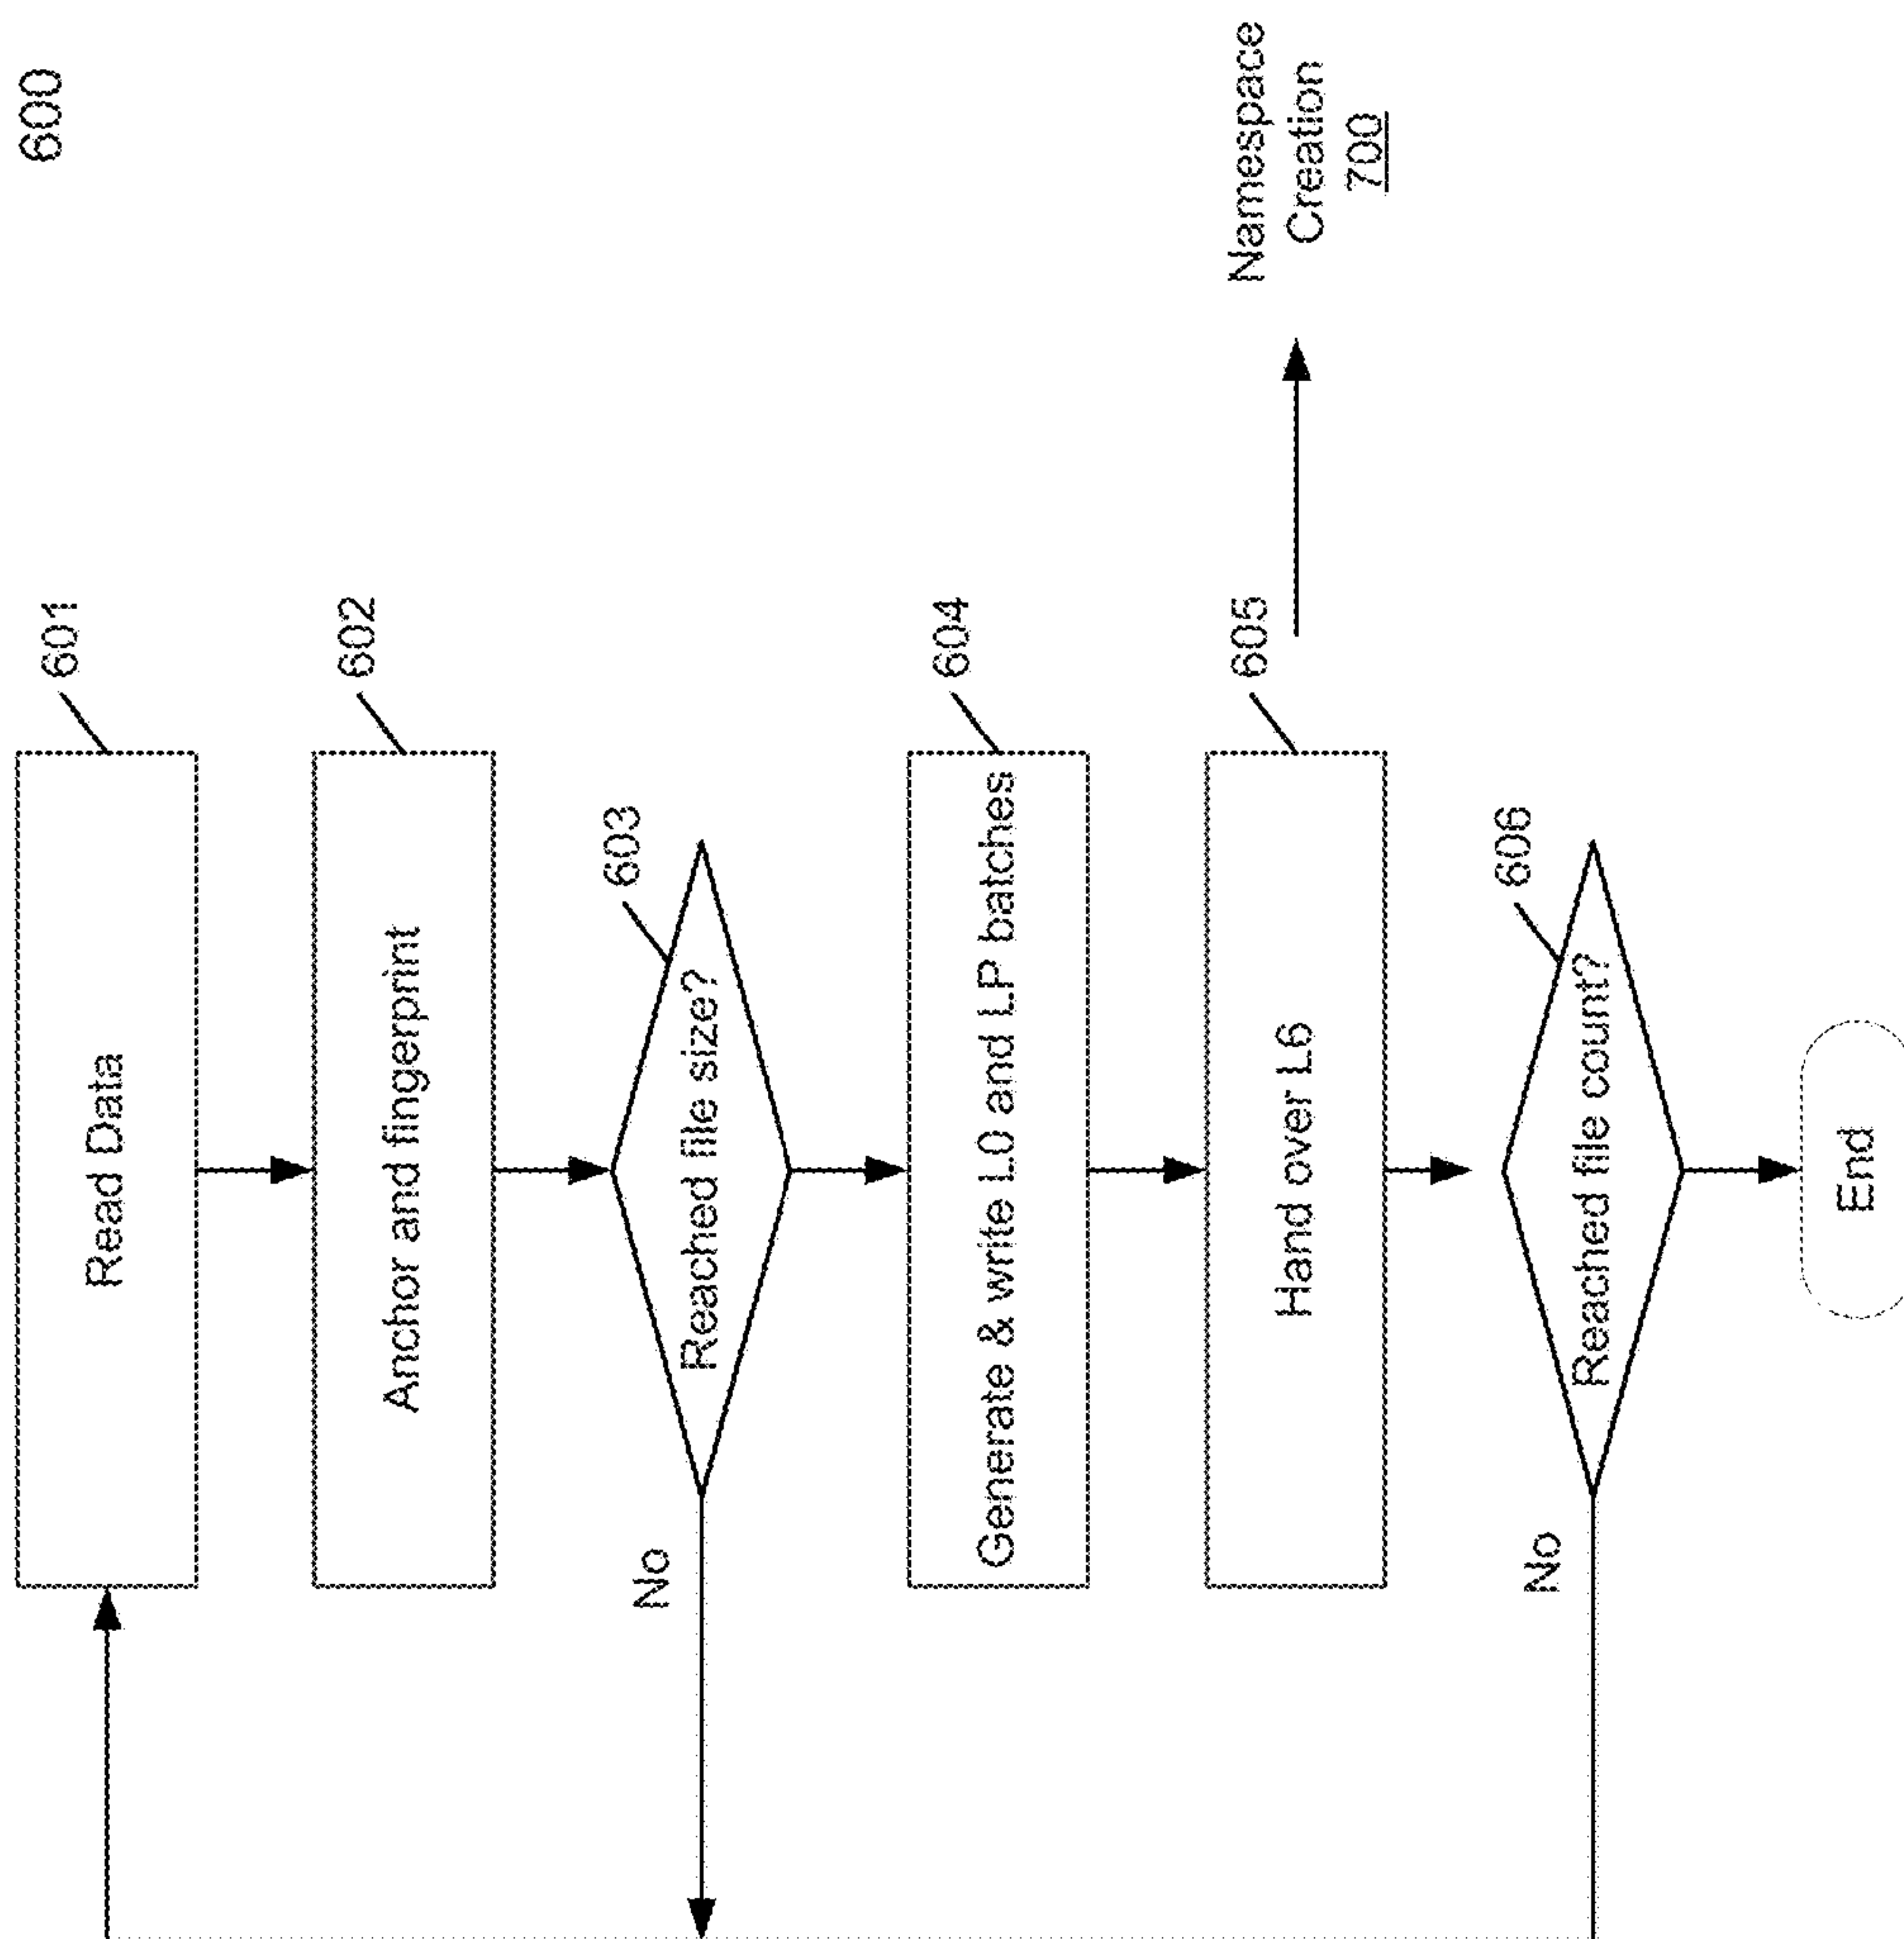 600
Read Data
601
Anchor and fingerprint
602
Reached file size?
603
No
Generate & write L0 and LP batches
604
Hand over L6
605
Namespace
Creation
700
Reached file count?
606
No
End